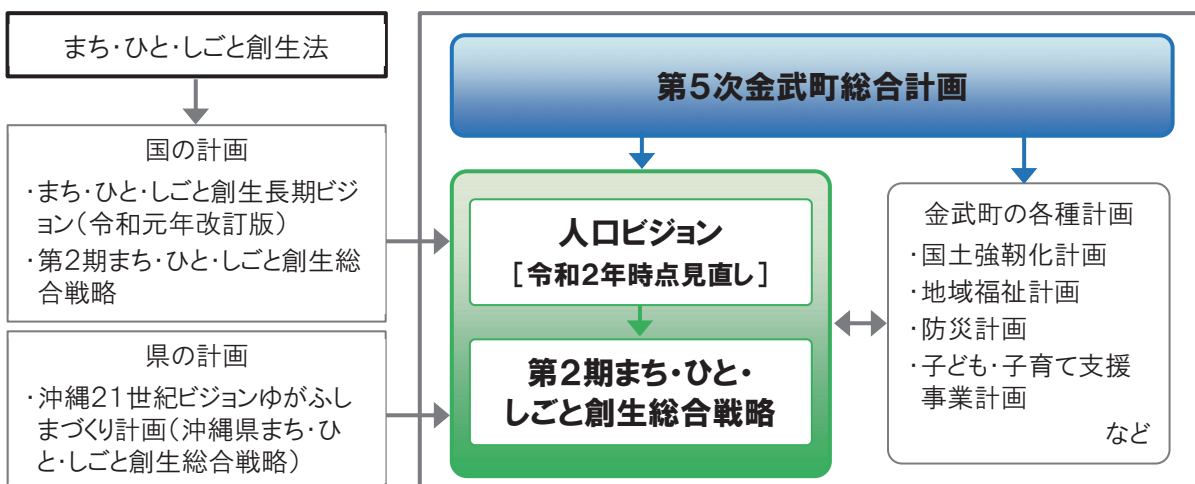 まち・ひと・しごと創生法
国の計画
・まち・ひと・しごと創生長期ビジ
ョン（令和元年改訂版）
・第2期まち・ひと・しごと創生総
合戦略
県の計画
・沖縄21世紀ビジョンゆがふし
まづくり計画（沖縄県まち・ひ
と・しごと創生総合戦略）
第5次金武町総合計画
人口ビジョン
［令和2年時点見直し］
第2期まち・ひと・
しごと創生総合戦略
金武町の各種計画
・国土強靭化計画
・地域福祉計画
・防災計画
・子ども・子育て支援
事業計画
など